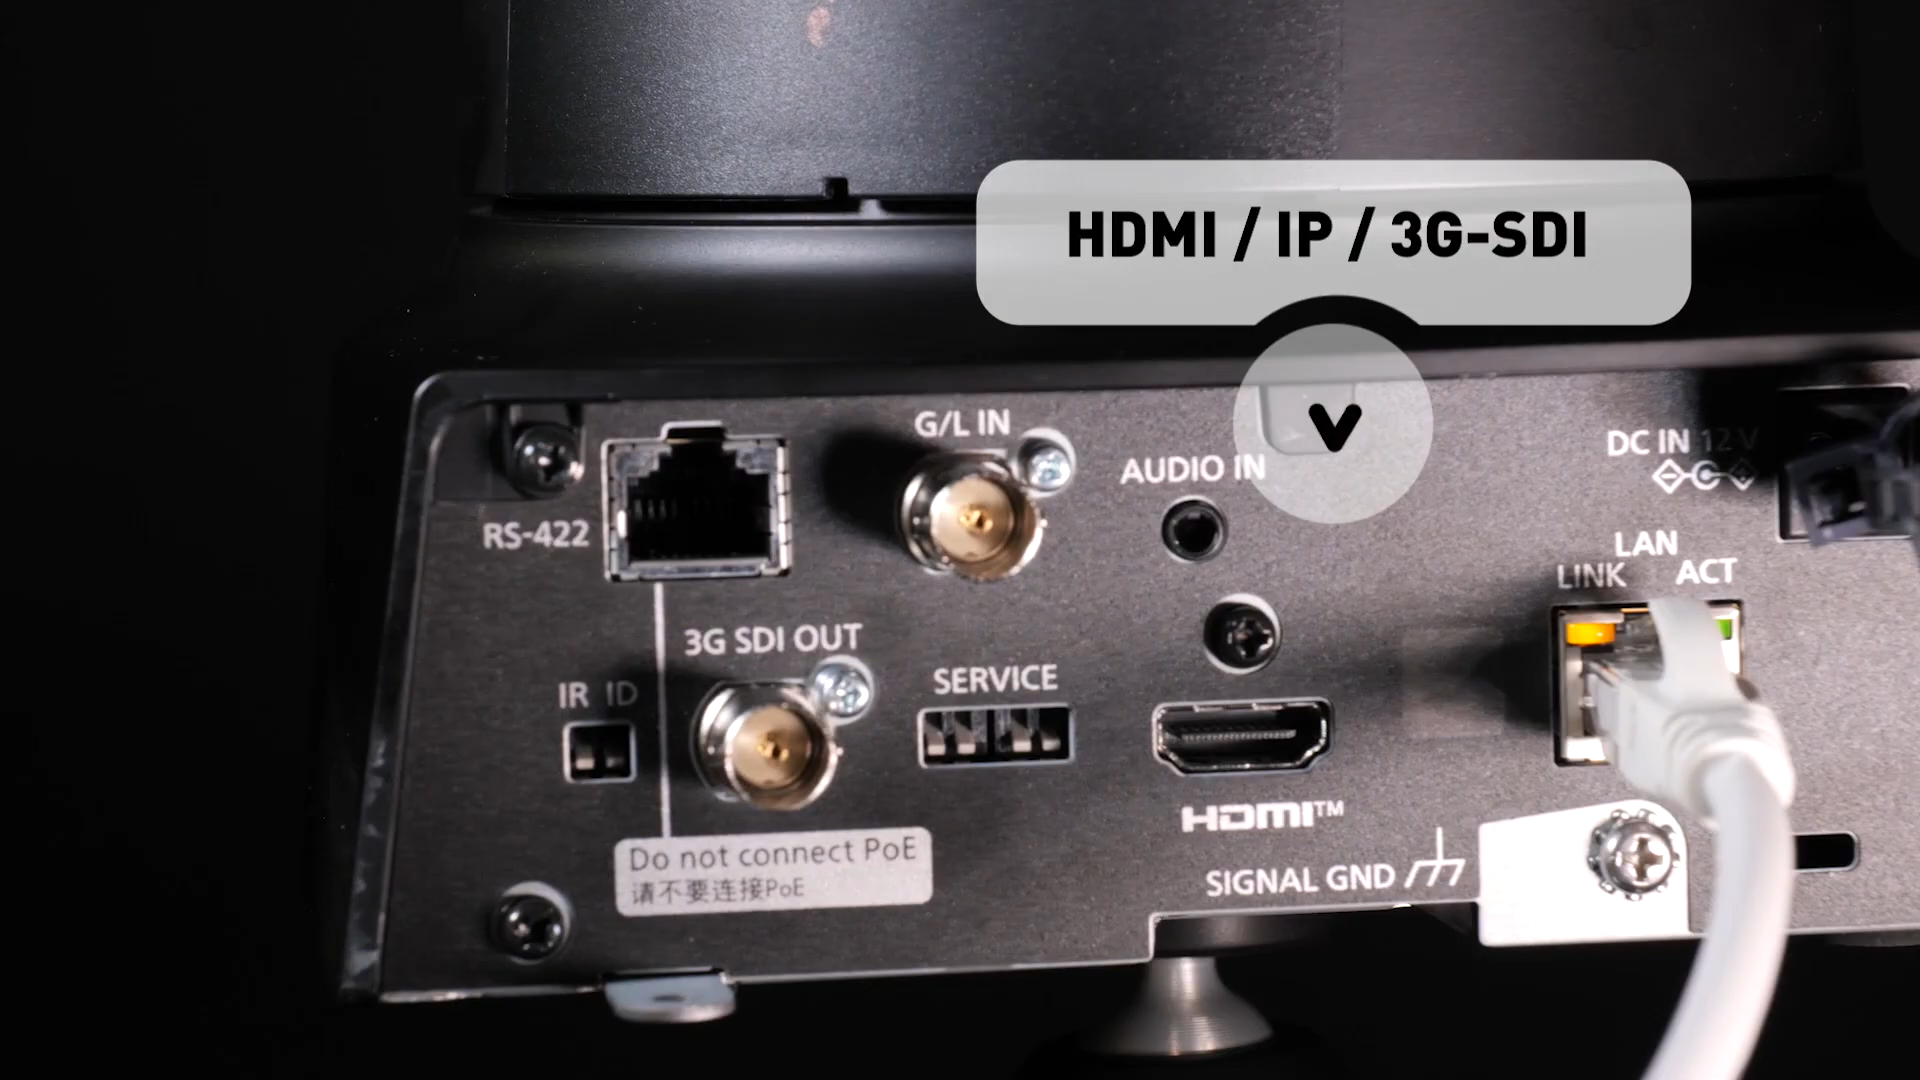 HDMI / IP / 3G-SDI
G/L IN
AUDIO IN
DC IN 12 V
RS-422
LAN
LINK ACT
3G SDI OUT
SERVICE
IR ID
HDMI™
Do not connect PoE
请不要连接PoE
SIGNAL GND